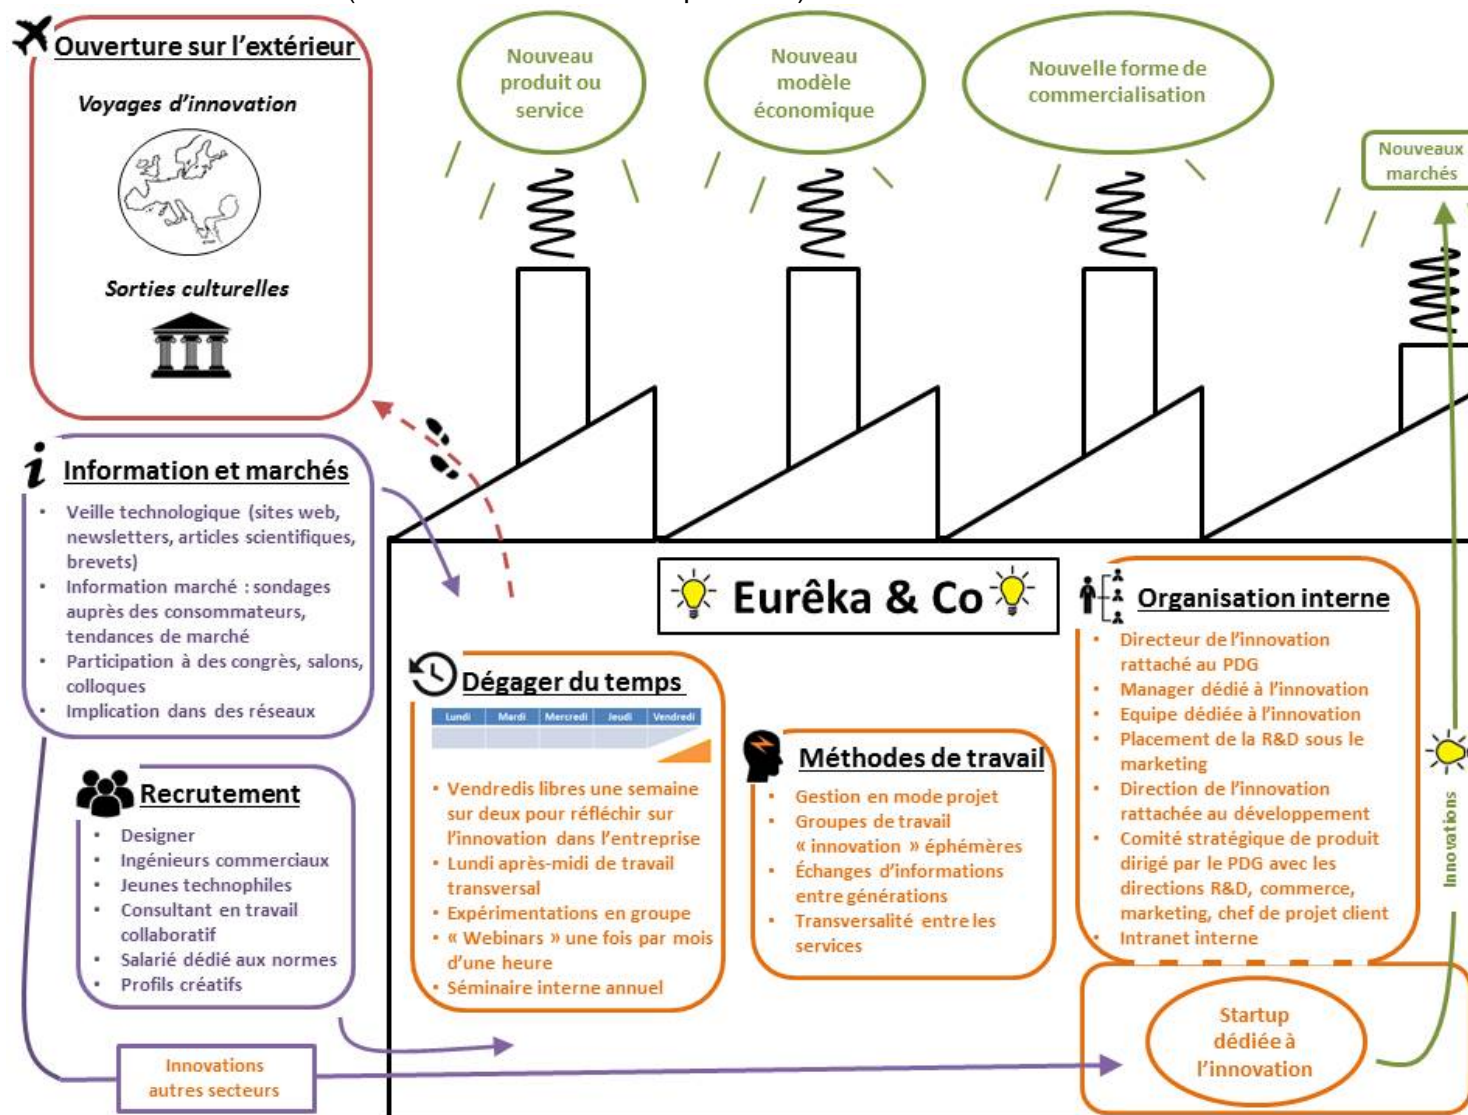 Ouverture sur l’extérieur
Voyages d’innovation
Sorties culturelles
Nouveau
produit ou
service
Nouveau
modèle
économique
Nouvelle forme de
commercialisation
Nouveaux
marchés
Information et marchés
• Veille technologique (sites web,
newsletters, articles scientifiques,
brevets)
• Information marché : sondages
auprès des consommateurs,
tendances de marché
• Participation à des congrès, salons,
colloques
• Implication dans des réseaux
Recrutement
• Designer
• Ingénieurs commerciaux
• Jeunes technophiles
• Consultant en travail
collaboratif
• Salarié dédié aux normes
• Profils créatifs
Innovations
autres secteurs
Eurêka & Co
Dégager du temps
Lundi Mardi Mercredi Jeudi Vendredi
• Vendredis libres une semaine
sur deux pour réfléchir sur
l’innovation dans l’entreprise
• Lundi après-midi de travail
transversal
• Expérimentations en groupe
• « Webinars » une fois par mois
d’une heure
• Séminaire interne annuel
Méthodes de travail
• Gestion en mode projet
• Groupes de travail
« innovation » éphémères
• Échanges d’informations
entre générations
• Transversalité entre les
services
Organisation interne
• Directeur de l’innovation
rattaché au PDG
• Manager dédié à l’innovation
• Equipe dédiée à l’innovation
• Placement de la R&D sous le
marketing
• Direction de l’innovation
rattachée au développement
• Comité stratégique de produit
dirigé par le PDG avec les
directions R&D, commerce,
marketing, chef de projet client
• Intranet interne
Startup
dédiée à
l’innovation
Innovations